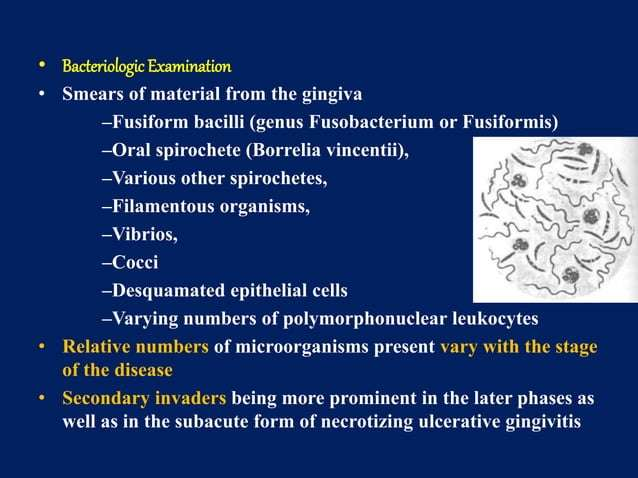 • Bacteriologic Examination
• Smears of material from the gingiva
–Fusiform bacilli (genus Fusobacterium or Fusiformis)
–Oral spirochete (Borrelia vincentii),
–Various other spirochetes,
–Filamentous organisms,
–Vibrios,
–Cocci
–Desquamated epithelial cells
–Varying numbers of polymorphonuclear leukocytes
• Relative numbers of microorganisms present vary with the stage
of the disease
• Secondary invaders being more prominent in the later phases as
well as in the subacute form of necrotizing ulcerative gingivitis